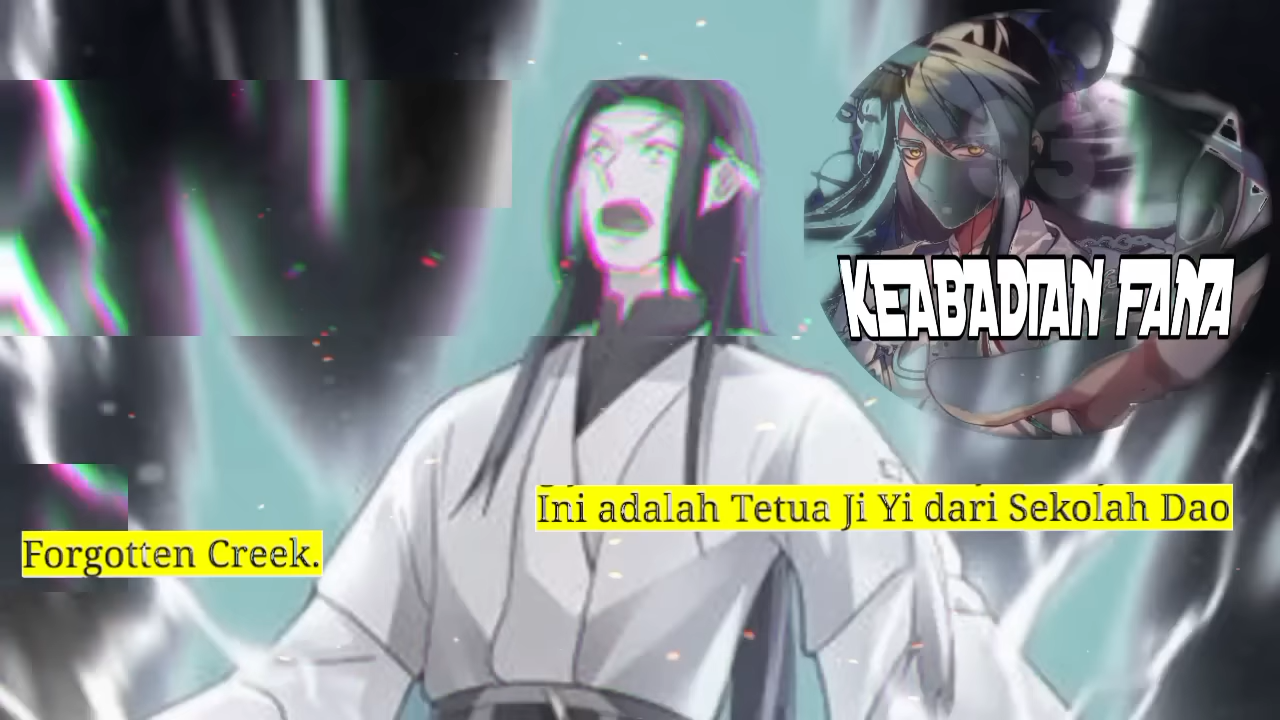 KEABADIAN FANA
Ini adalah Tetua Ji Yi dari Sekolah Dao
Forgotten Creek.